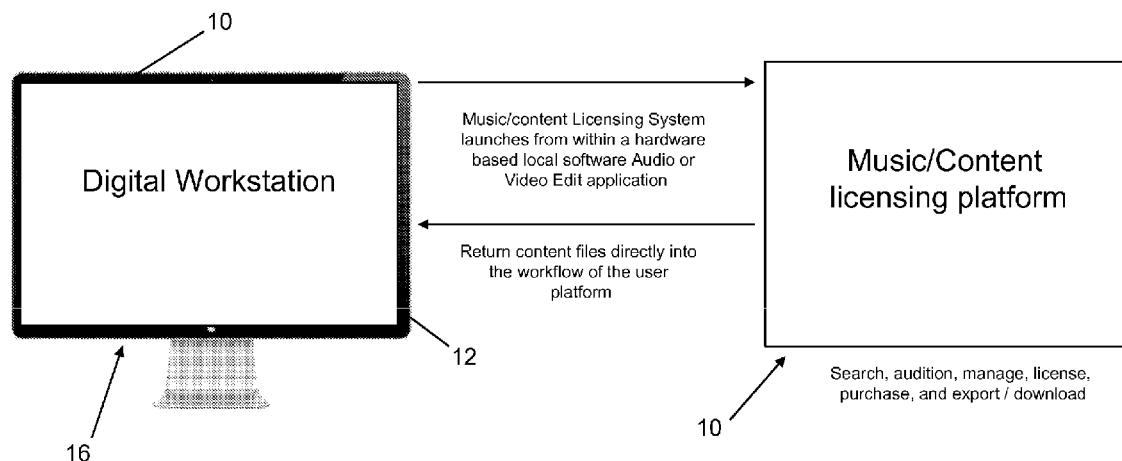 10
Digital Workstation
Music/content Licensing System
launches from within a hardware
based local software Audio or
Video Edit application
Return content files directly into
the workflow of the user
platform
Music/Content
licensing platform
12
16
10
Search, audition, manage, license,
purchase, and export / download